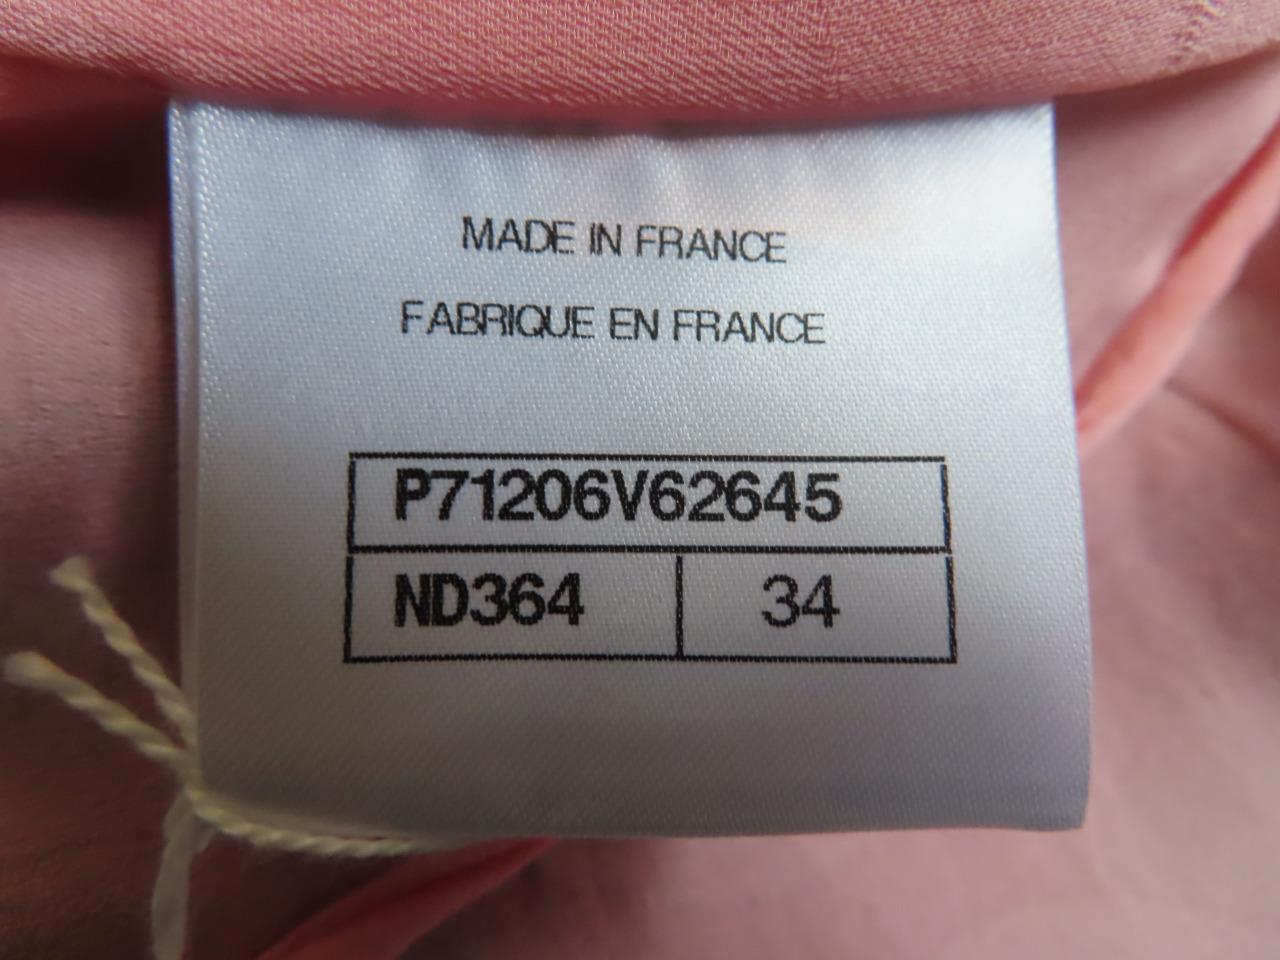 MADE IN FRANCE
FABRIQUE EN FRANCE
P71206V62645
ND364 34